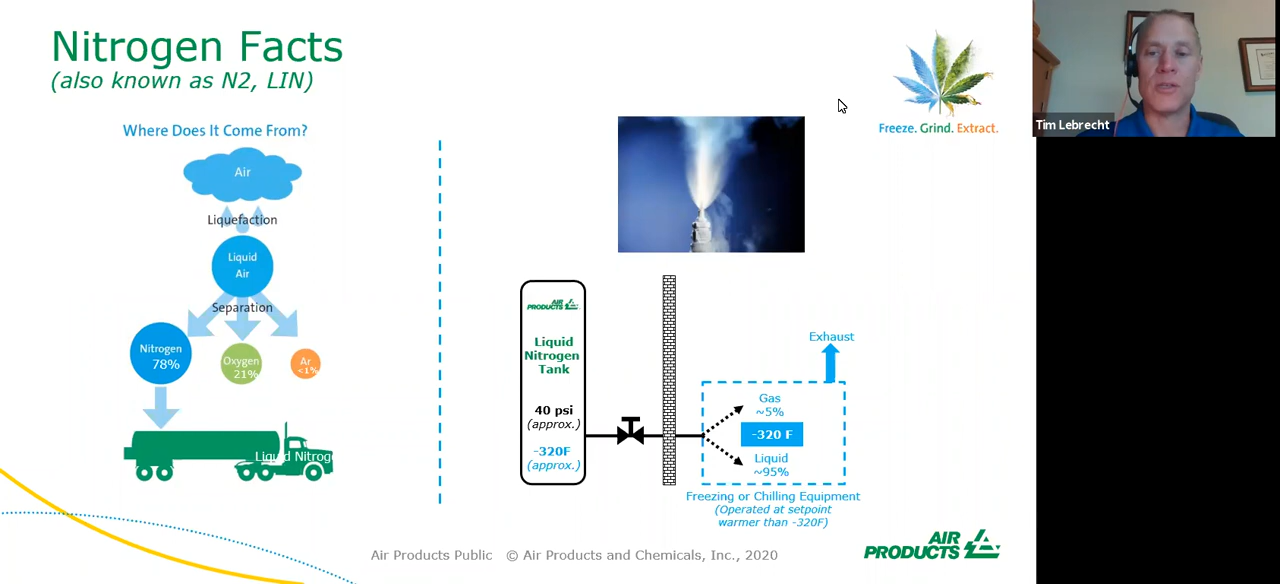 Nitrogen Facts
(also known as N2, LIN)
Where Does It Come From?
Air
Liquefaction
Liquid
Air
Separation
Nitrogen
78%
Oxygen
21%
Ar
<1%
Liquid Nitroge
AIR
PRODUCTS
Liquid
Nitrogen
Tank
40 psi
(approx.)
-320F
(approx.)
Exhaust
Gas
~5%
-320 F
Liquid
~95%
Freezing or Chilling Equipment
(Operated at setpoint
warmer than -320F)
Freeze. Grind. Extract.
Tim Lebrecht
Air Products Public © Air Products and Chemicals, Inc., 2020
AIR
PRODUCTS